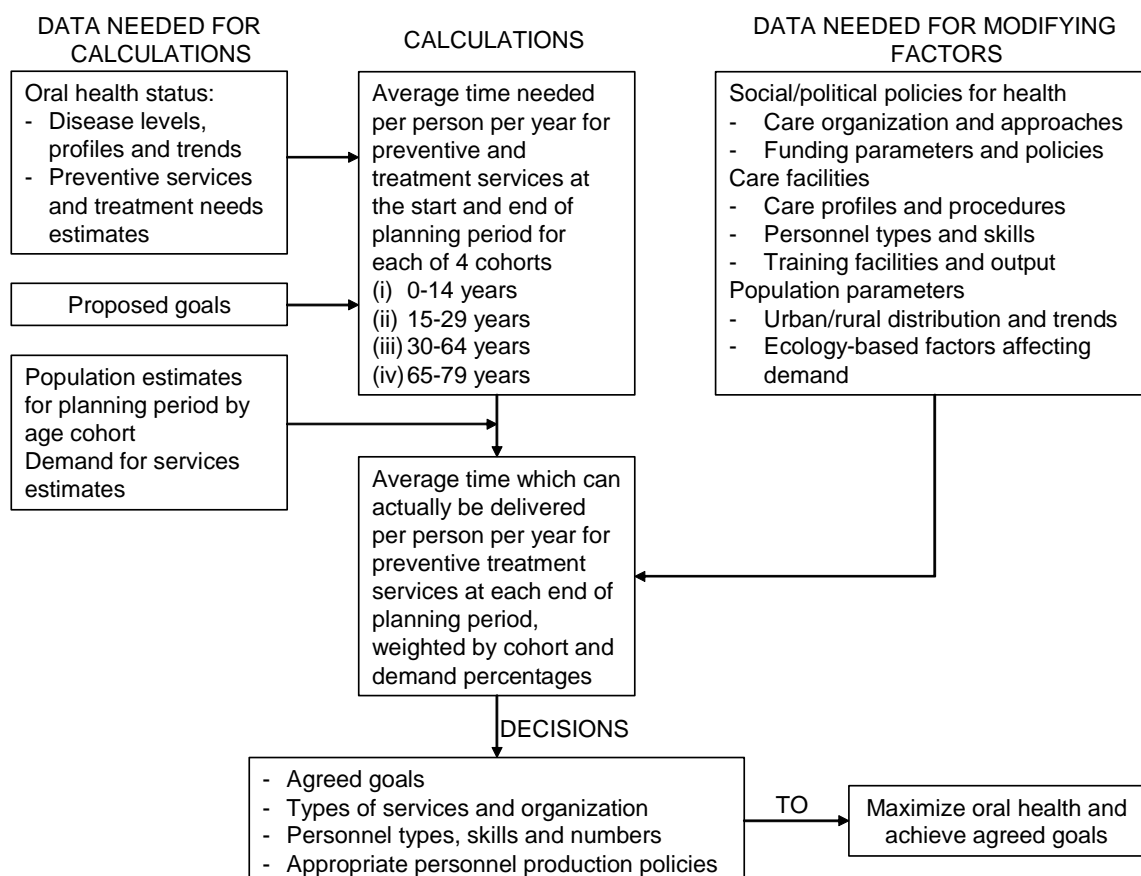 DATA NEEDED FOR
CALCULATIONS
Oral health status:
- Disease levels,
profiles and trends
- Preventive services
and treatment needs
estimates
Proposed goals
Population estimates
for planning period by
age cohort
Demand for services
estimates
CALCULATIONS
Average time needed
per person per year for
preventive and
treatment services at
the start and end of
planning period for
each of 4 cohorts
(i) 0-14 years
(ii) 15-29 years
(iii) 30-64 years
(iv) 65-79 years
Average time which can
actually be delivered
per person per year for
preventive treatment
services at each end of
planning period,
weighted by cohort and
demand percentages
DATA NEEDED FOR MODIFYING
FACTORS
Social/political policies for health
- Care organization and approaches
- Funding parameters and policies
Care facilities
- Care profiles and procedures
- Personnel types and skills
- Training facilities and output
Population parameters
- Urban/rural distribution and trends
- Ecology-based factors affecting
demand
DECISIONS
- Agreed goals
- Types of services and organization
- Personnel types, skills and numbers
- Appropriate personnel production policies
TO
Maximize oral health and
achieve agreed goals